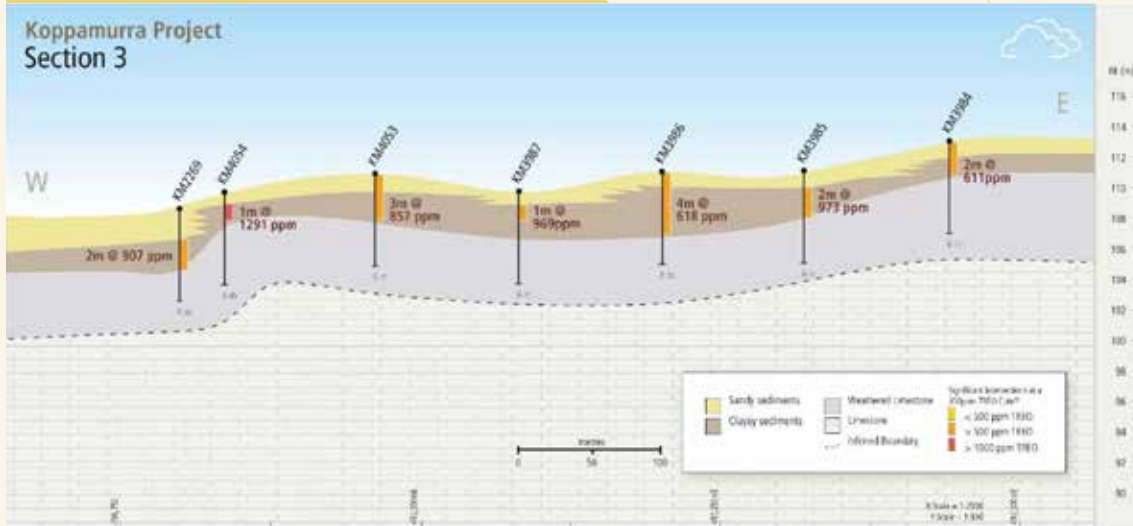 Koppamurra Project
Section 3
W
E
KM2269
KM4054
KM4053
KM3987
KM3986
KM3985
KM3984
2m @ 907 ppm
1m @
1291 ppm
3m @
857 ppm
1m @
969ppm
4m @
618 ppm
2m @
973 ppm
2m @
611ppm
116
114
112
110
108
106
104
102
100
98
96
94
92
90
Sandy sediments
Clayey sediments
Weathered Limestone
Limestone
Inferred Boundary
< 500 ppm TREO
> 500 ppm TREO
> 1000 ppm TREO
metres
0
50
100